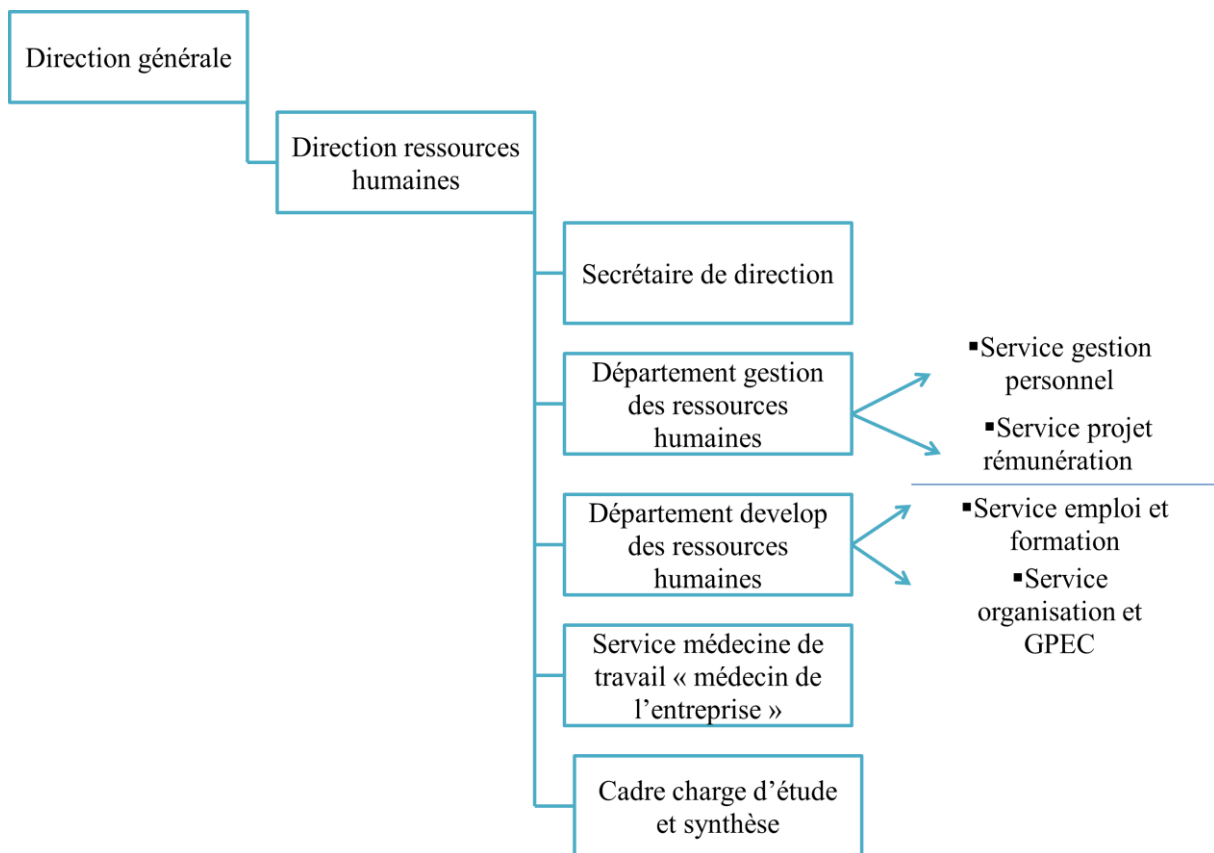 Direction générale
Direction ressources
humaines
Secrétaire de direction
Département gestion
des ressources
humaines
▪Service gestion
personnel
▪Service projet
rémunération
Département develop
des ressources
humaines
▪Service emploi et
formation
▪Service
organisation et
GPEC
Service médecine de
travail « médecin de
l’entreprise »
Cadre charge d’étude
et synthèse